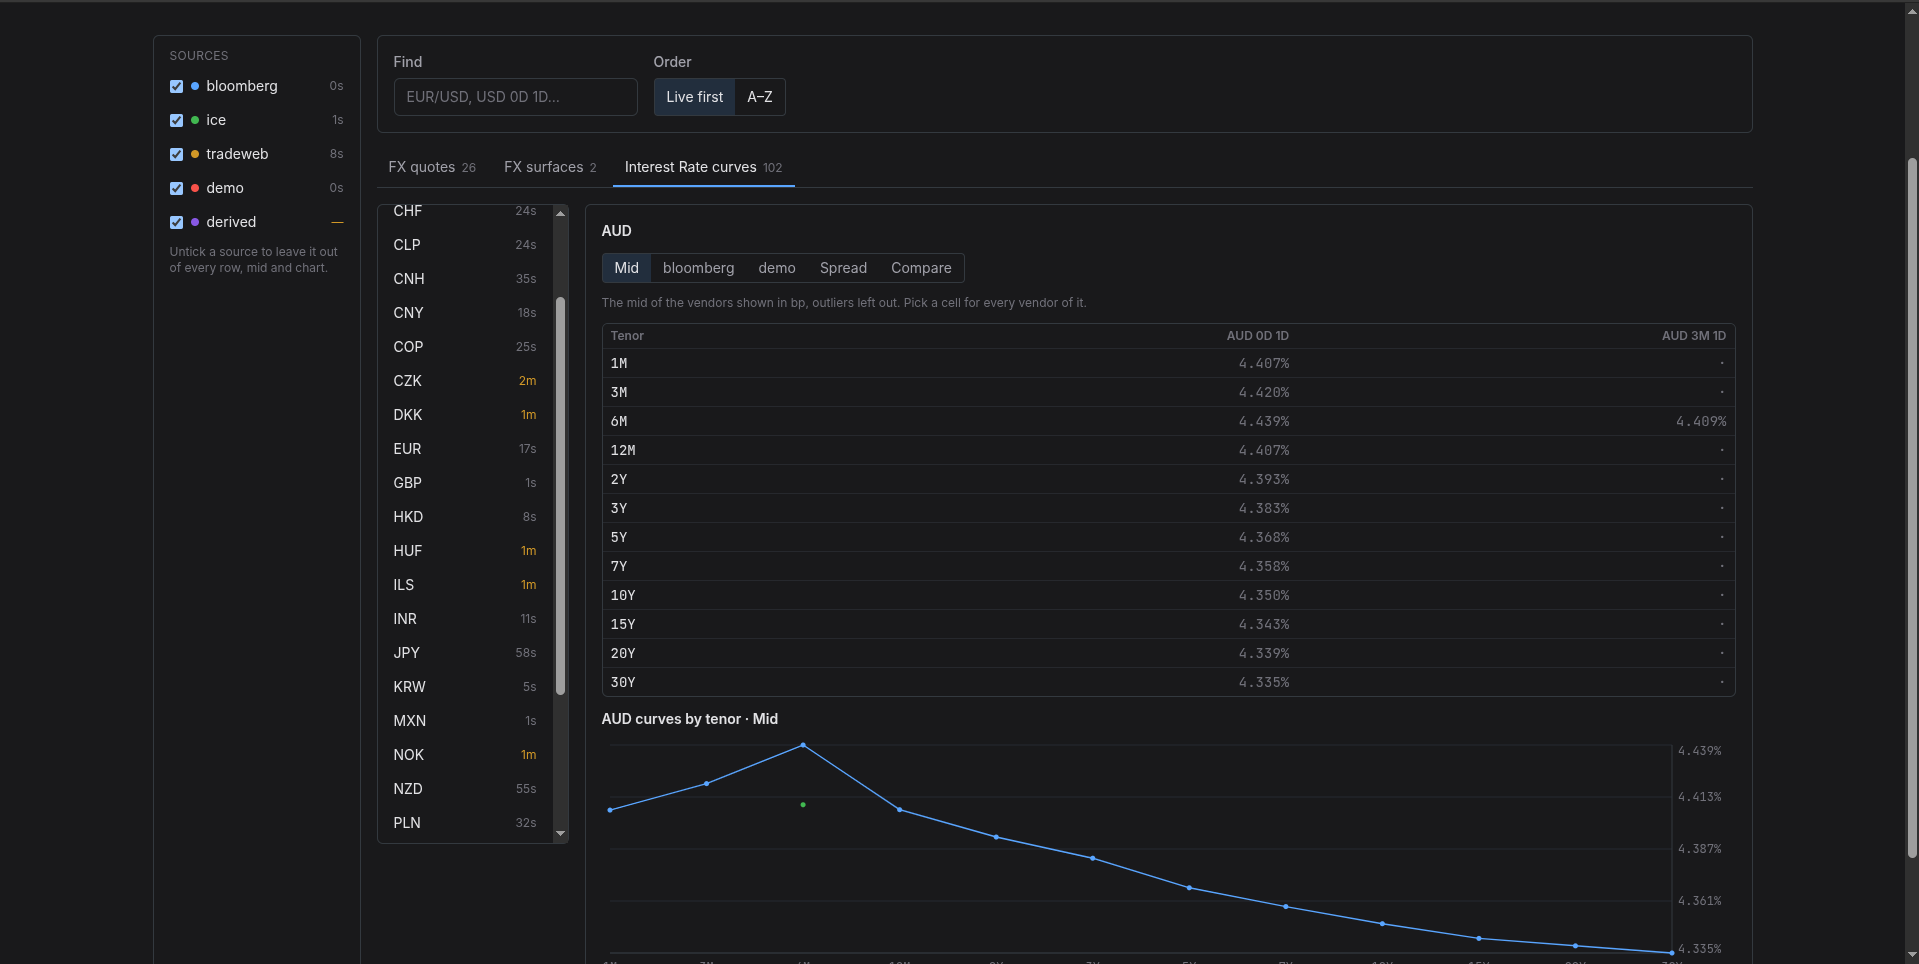 SOURCES
bloomberg 0s
ice 1s
tradeweb 8s
demo 0s
derived —
Untick a source to leave it out
of every row, mid and chart.
Find
EUR/USD, USD 0D 1D...
Order
Live first A–Z
FX quotes 26 FX surfaces 2 Interest Rate curves 102
CHF 24s
CLP 24s
CNH 35s
CNY 18s
COP 25s
CZK 2m
DKK 1m
EUR 17s
GBP 1s
HKD 8s
HUF 1m
ILS 1m
INR 11s
JPY 58s
KRW 5s
MXN 1s
NOK 1m
NZD 55s
PLN 32s
AUD
Mid bloomberg demo Spread Compare
The mid of the vendors shown in bp, outliers left out. Pick a cell for every vendor of it.
Tenor AUD 0D 1D AUD 3M 1D
1M 4.407% ·
3M 4.420% ·
6M 4.439% 4.409%
12M 4.407% ·
2Y 4.393% ·
3Y 4.383% ·
5Y 4.368% ·
7Y 4.358% ·
10Y 4.350% ·
15Y 4.343% ·
20Y 4.339% ·
30Y 4.335% ·
AUD curves by tenor · Mid
4.439%
4.413%
4.387%
4.361%
4.335%